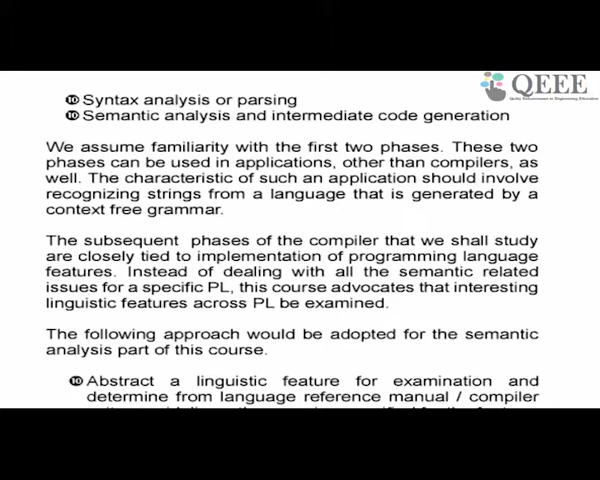 QEEE
Quality Enhancement in Engineering Education
❿ Syntax analysis or parsing
❿ Semantic analysis and intermediate code generation
We assume familiarity with the first two phases. These two
phases can be used in applications, other than compilers, as
well. The characteristic of such an application should involve
recognizing strings from a language that is generated by a
context free grammar.
The subsequent phases of the compiler that we shall study
are closely tied to implementation of programming language
features. Instead of dealing with all the semantic related
issues for a specific PL, this course advocates that interesting
linguistic features across PL be examined.
The following approach would be adopted for the semantic
analysis part of this course.
❿ Abstract a linguistic feature for examination and
determine from language reference manual / compiler